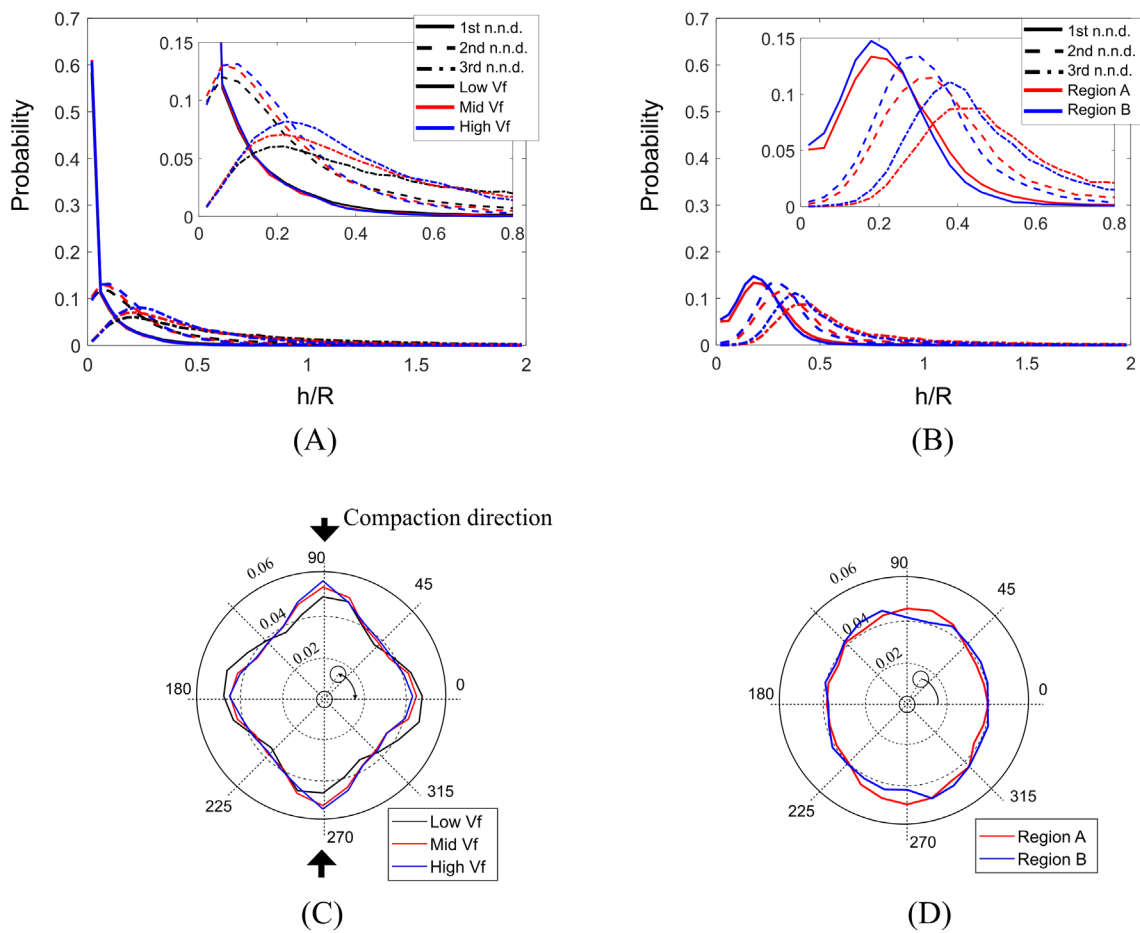 0.7
0.6
0.5
0.4
0.3
0.2
0.1
0
Probability
0 0.5 1 1.5 2
h/R
0.15
0.1
0.05
0
0 0.2 0.4 0.6 0.8
1st n.n.d.
2nd n.n.d.
3rd n.n.d.
Low Vf
Mid Vf
High Vf
(A)
0.7
0.6
0.5
0.4
0.3
0.2
0.1
0
Probability
0 0.5 1 1.5 2
h/R
0.15
0.1
0.05
0
0 0.2 0.4 0.6 0.8
1st n.n.d.
2nd n.n.d.
3rd n.n.d.
Region A
Region B
(B)
Compaction direction
90
0.06
45
0.04
0.02
180
0
225
315
270
Low Vf
Mid Vf
High Vf
(C)
90
0.06
45
0.04
0.02
180
0
225
315
270
Region A
Region B
(D)